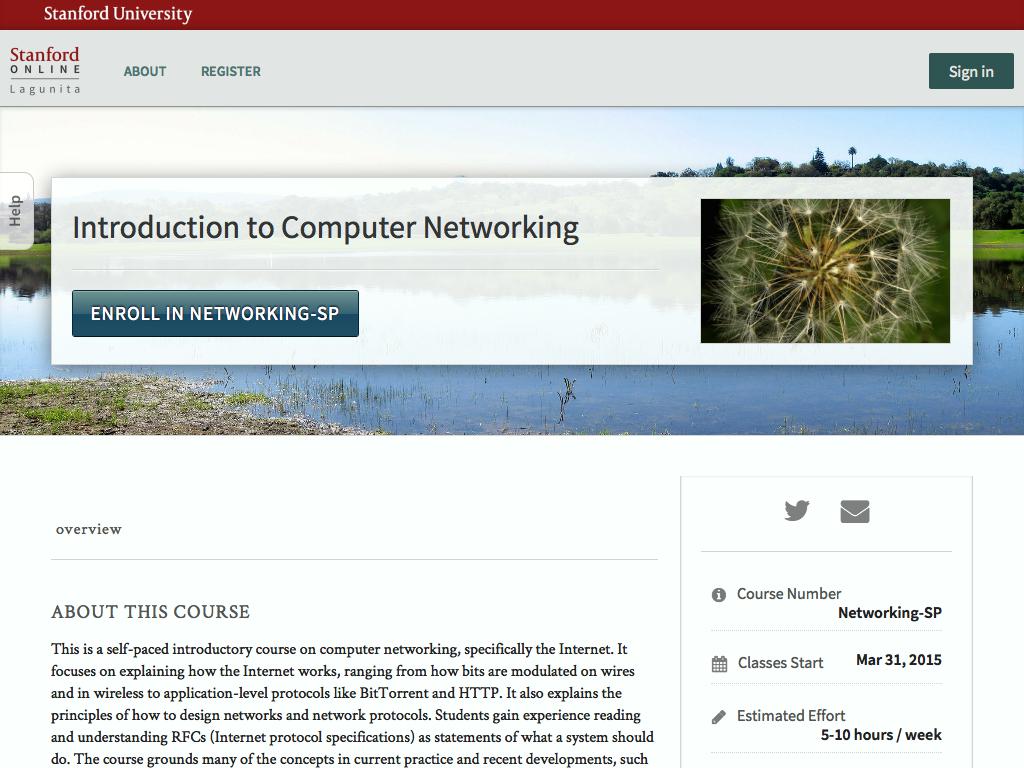 Stanford University
Stanford
ONLINE
Lagunita
ABOUT
REGISTER
Sign in
Help
Introduction to Computer Networking
ENROLL IN NETWORKING-SP
overview
ABOUT THIS COURSE
This is a self-paced introductory course on computer networking, specifically the Internet. It
focuses on explaining how the Internet works, ranging from how bits are modulated on wires
and in wireless to application-level protocols like BitTorrent and HTTP. It also explains the
principles of how to design networks and network protocols. Students gain experience reading
and understanding RFCs (Internet protocol specifications) as statements of what a system should
do. The course grounds many of the concepts in current practice and recent developments, such
Course Number
Networking-SP
Classes Start
Mar 31, 2015
Estimated Effort
5-10 hours / week